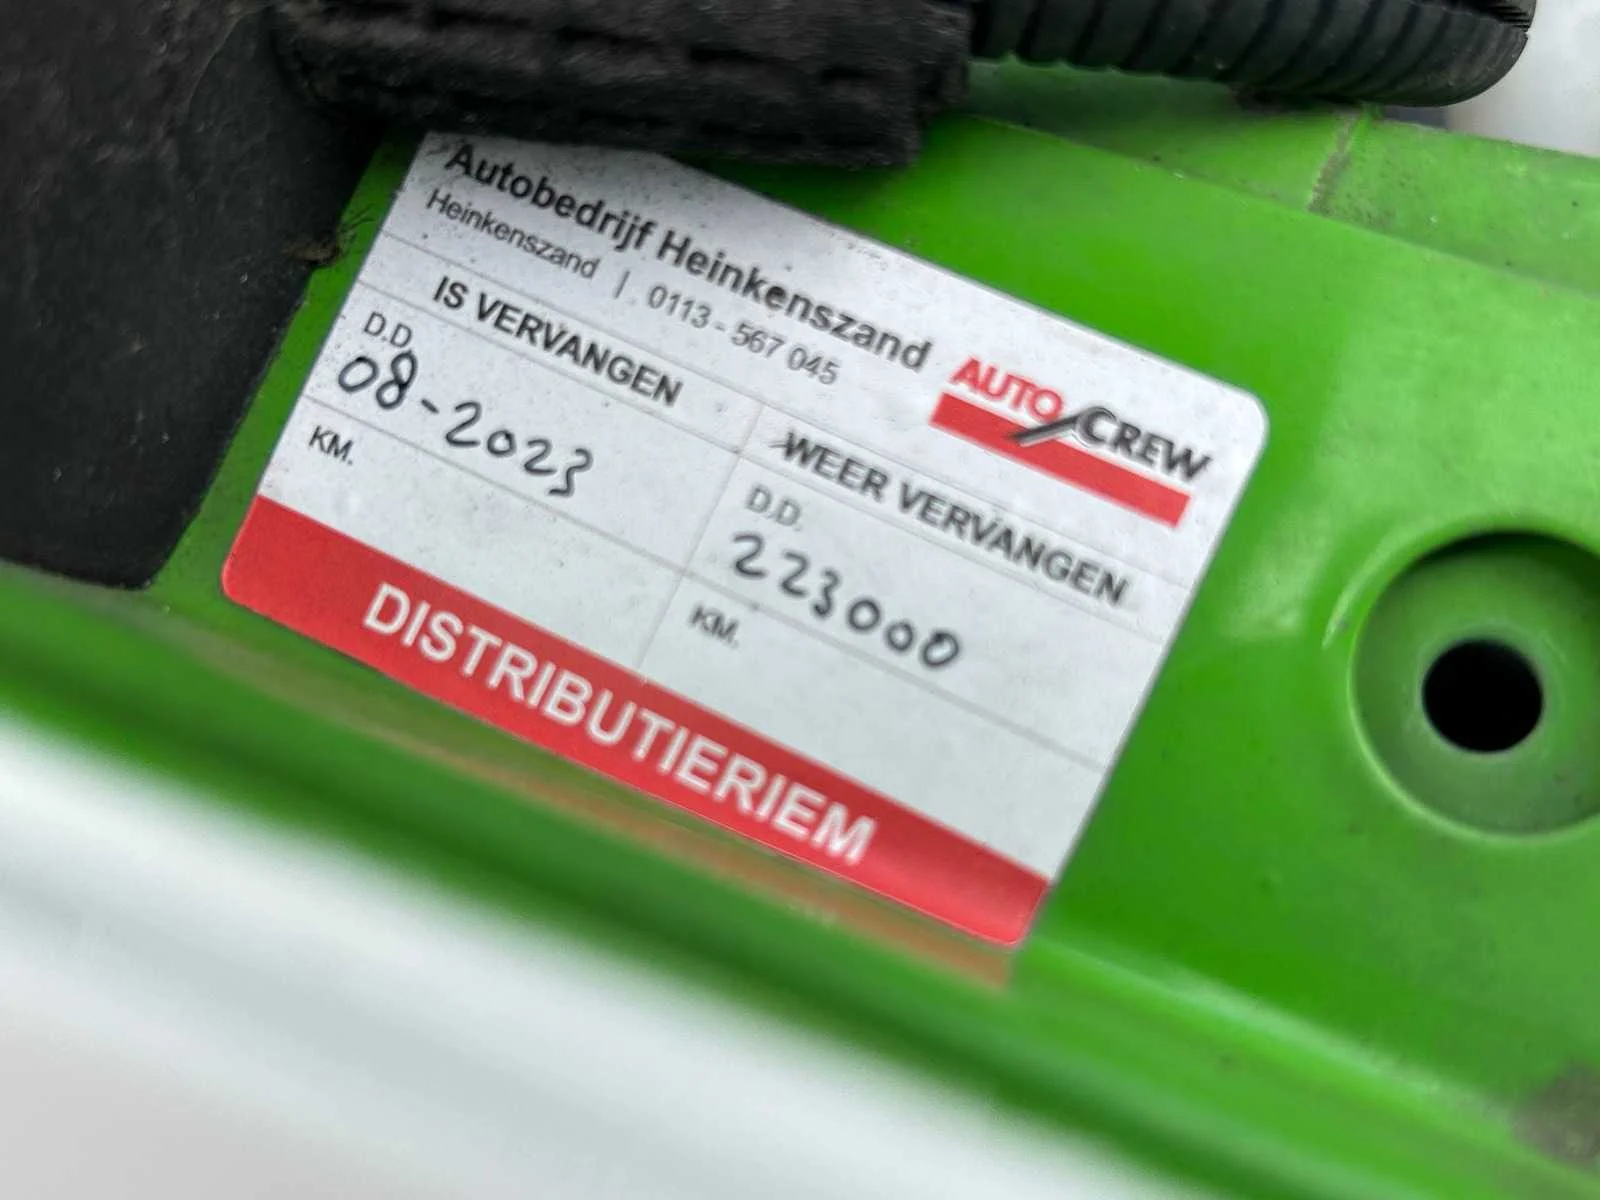 Autobedrijf Heinkenszand
Heinkenszand | 0113 - 567 045
AUTO CREW
IS VERVANGEN
WEER VERVANGEN
D.D.
08-2023
D.D.
223000
KM.
KM.
DISTRIBUTIERIEM